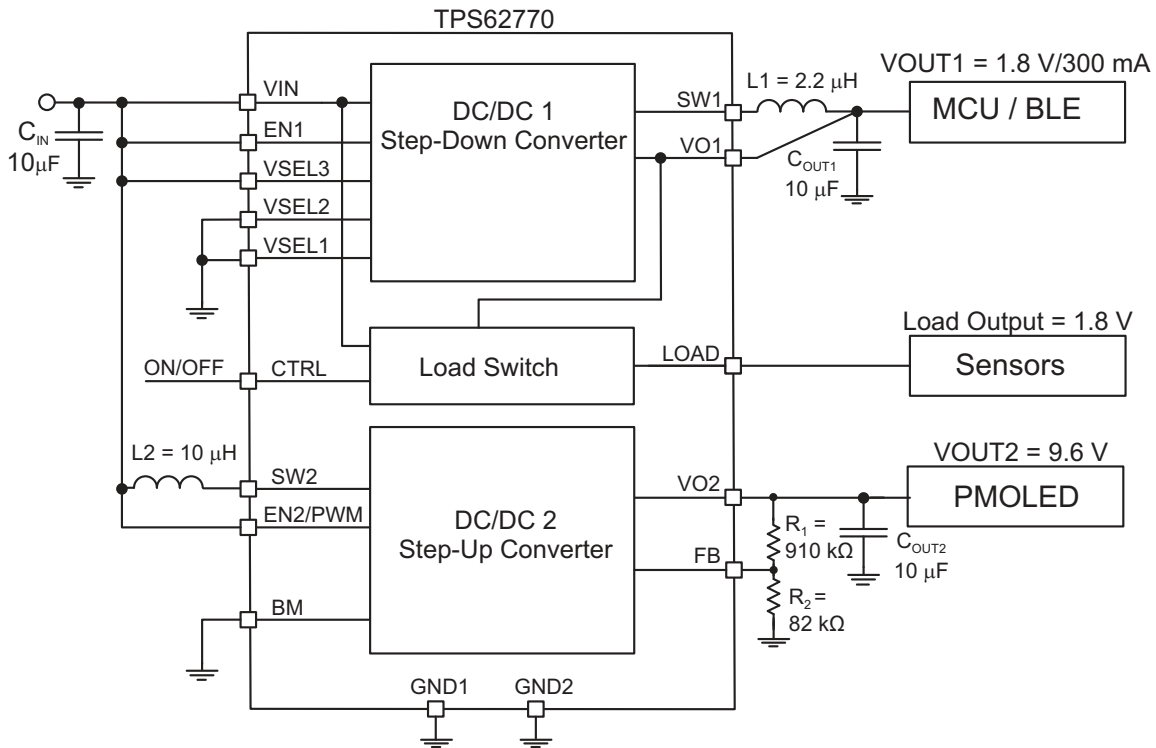 TPS62770
VIN
EN1
VSEL3
VSEL2
VSEL1
C_IN
10μF
DC/DC 1
Step-Down Converter
SW1
VO1
L1 = 2.2 μH
C_OUT1
10 μF
VOUT1 = 1.8 V/300 mA
MCU / BLE
ON/OFF
CTRL
Load Switch
LOAD
Load Output = 1.8 V
Sensors
L2 = 10 μH
SW2
EN2/PWM
BM
DC/DC 2
Step-Up Converter
VO2
FB
R1 =
910 kΩ
R2 =
82 kΩ
C_OUT2
10 μF
VOUT2 = 9.6 V
PMOLED
GND1
GND2